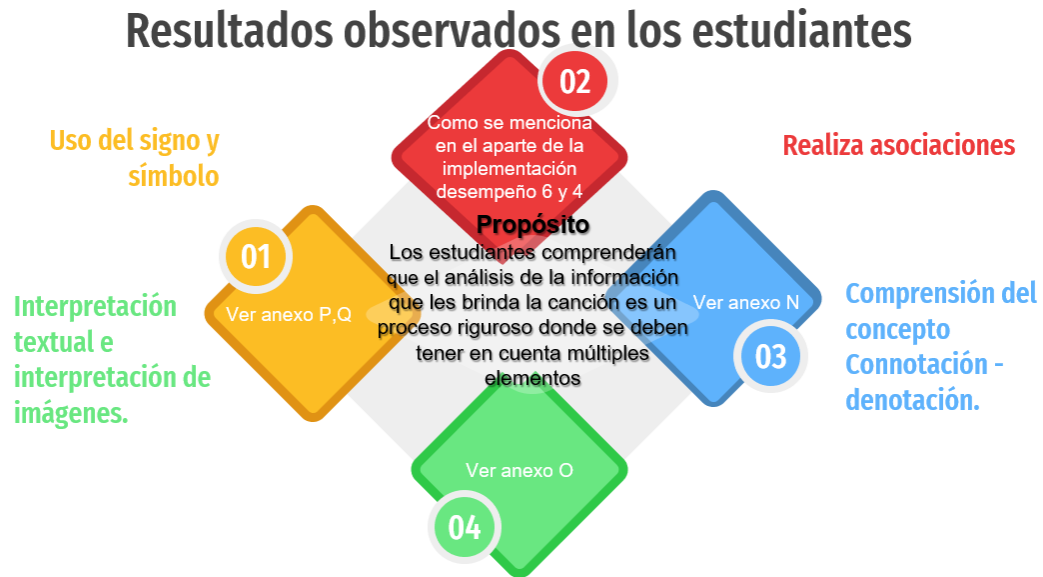 Resultados observados en los estudiantes
Uso del signo y
símbolo
01
Ver anexo P,Q
02
Como se menciona
en el aparte de la
implementación
desempeño 6 y 4
Realiza asociaciones
Propósito
Los estudiantes comprenderán
que el análisis de la información
que les brinda la canción es un
proceso riguroso donde se deben
tener en cuenta múltiples
elementos
Ver anexo N
03
Comprensión del
concepto
Connotación -
denotación.
Interpretación
textual e
interpretación de
imágenes.
Ver anexo O
04